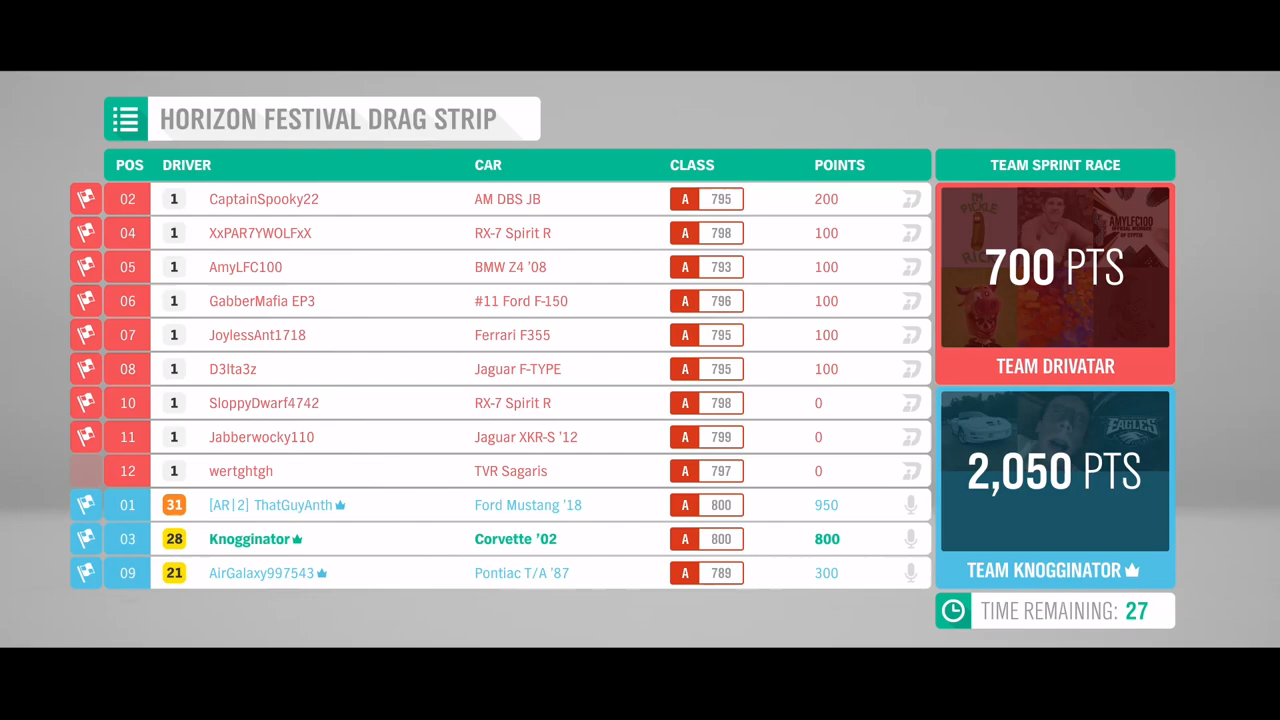 HORIZON FESTIVAL DRAG STRIP
POS DRIVER CAR CLASS POINTS
02 1 CaptainSpooky22 AM DBS JB A 795 200
04 1 XxPAR7YWOLFxX RX-7 Spirit R A 798 100
05 1 AmyLFC100 BMW Z4 '08 A 793 100
06 1 GabberMafia EP3 #11 Ford F-150 A 796 100
07 1 JoylessAnt1718 Ferrari F355 A 795 100
08 1 D3lta3z Jaguar F-TYPE A 795 100
10 1 SloppyDwarf4742 RX-7 Spirit R A 798 0
11 1 Jabberwocky110 Jaguar XKR-S '12 A 799 0
12 1 wertghtgh TVR Sagaris A 797 0
01 31 [AR|2] ThatGuyAnth Ford Mustang '18 A 800 950
03 28 Knogginator Corvette '02 A 800 800
09 21 AirGalaxy997543 Pontiac T/A '87 A 789 300
TEAM SPRINT RACE
I'M PICKLE RICK
AMYLFC100
700 PTS
TEAM DRIVATAR
EAGLES
2,050 PTS
TEAM KNOGGINATOR
TIME REMAINING: 27